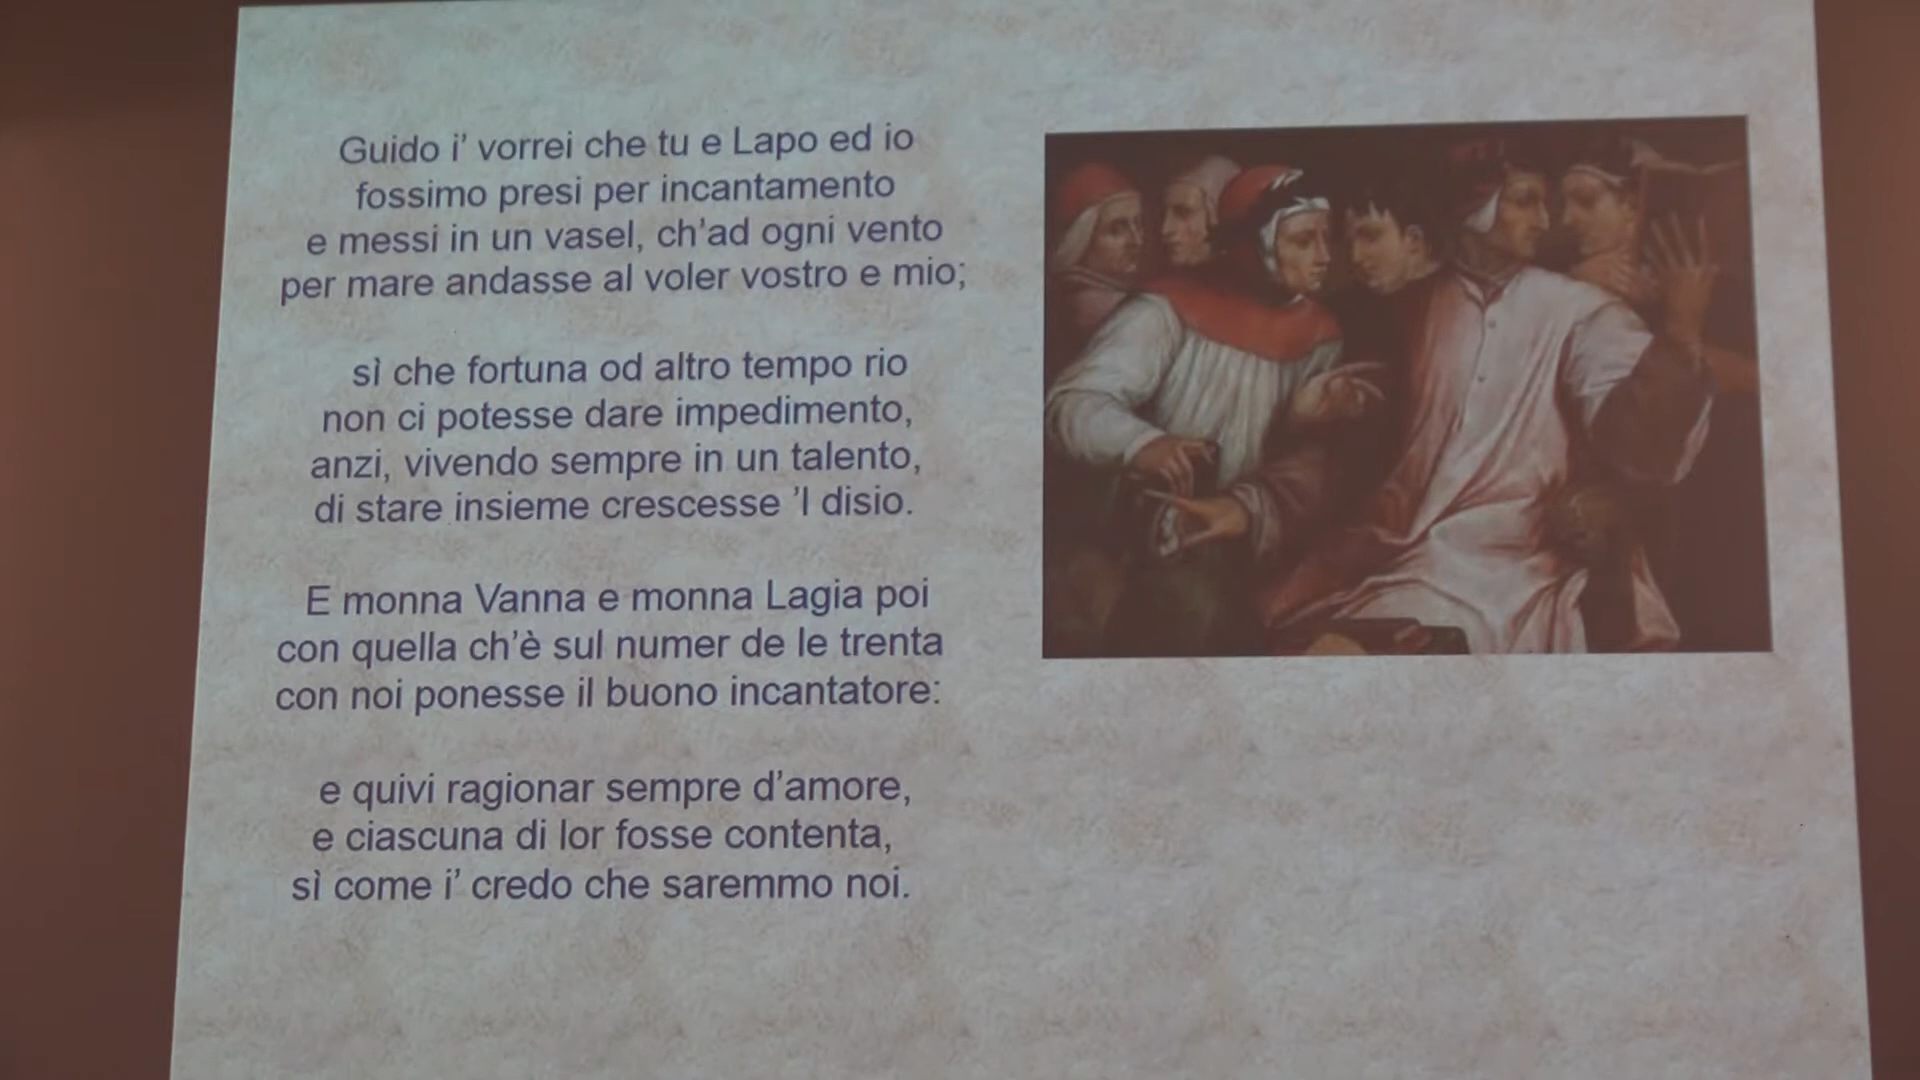 Guido i' vorrei che tu e Lapo ed io
fossimo presi per incantamento
e messi in un vasel, ch'ad ogni vento
per mare andasse al voler vostro e mio;
sì che fortuna od altro tempo rio
non ci potesse dare impedimento,
anzi, vivendo sempre in un talento,
di stare insieme crescesse 'l disio.
E monna Vanna e monna Lagia poi
con quella ch'è sul numer de le trenta
con noi ponesse il buono incantatore:
e quivi ragionar sempre d'amore,
e ciascuna di lor fosse contenta,
sì come i' credo che saremmo noi.